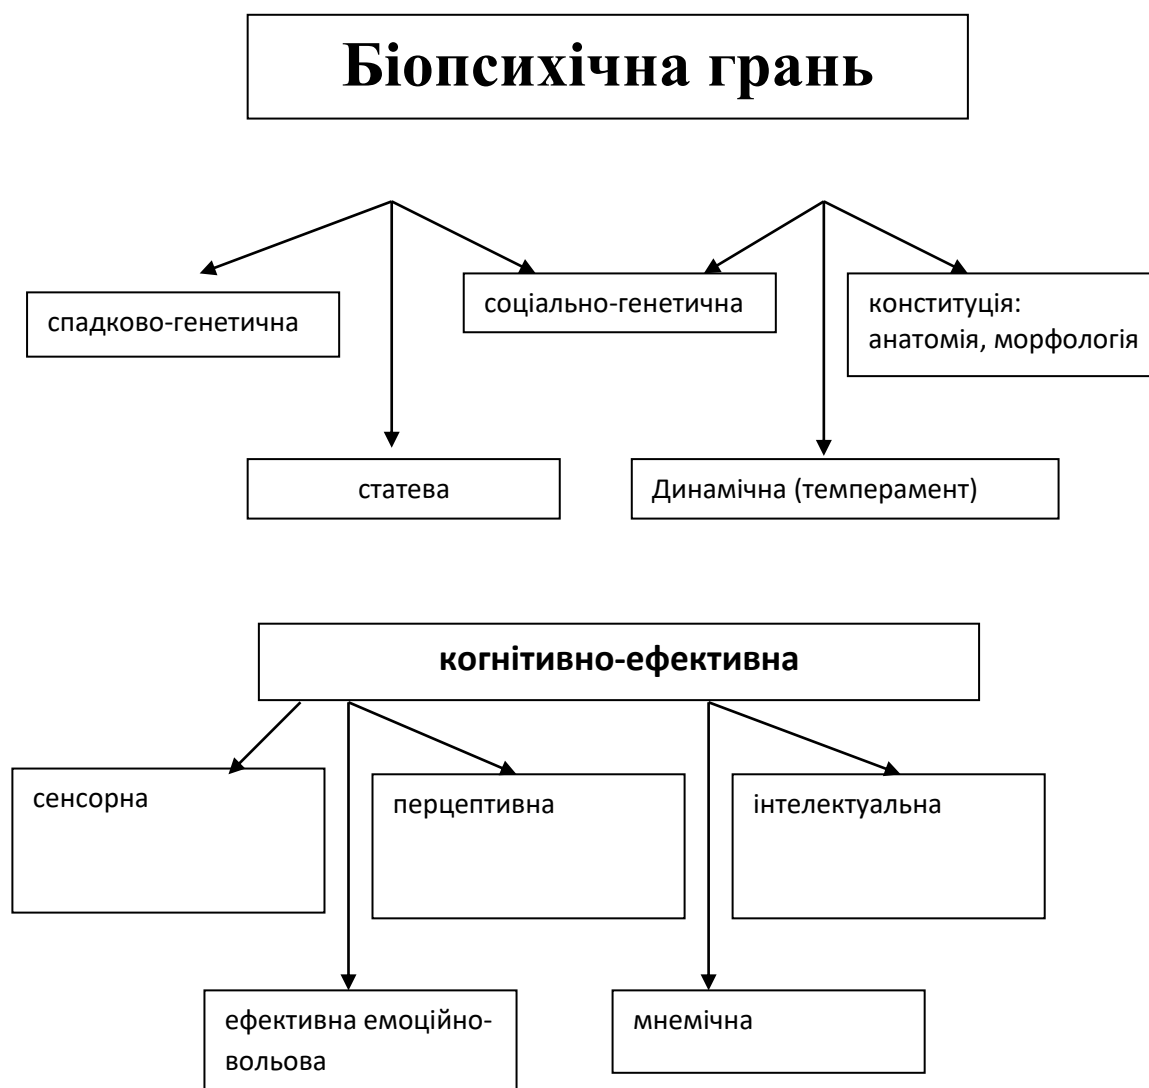 Біопсихічна грань
спадково-генетична
соціально-генетична
конституція:
анатомія, морфологія
статева
Динамічна (темперамент)
когнітивно-ефективна
сенсорна
перцептивна
інтелектуальна
ефективна емоційно-
вольова
мнемічна